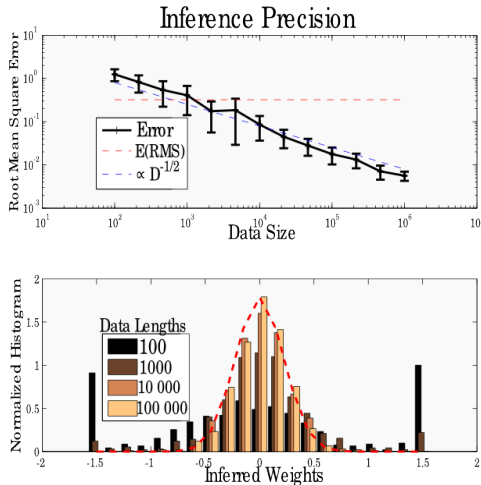 Inference Precision
Root Mean Square Error
10^1
10^0
10^-1
10^-2
10^-3
Error
E(RMS)
∝ D^-1/2
10^1 10^2 10^3 10^4 10^5 10^6 10^7
Data Size
Normalized Histogram
2
1.5
1
0.5
0
Data Lengths
100
1000
10 000
100 000
-2 -1.5 -1 -0.5 0 0.5 1 1.5 2
Inferred Weights